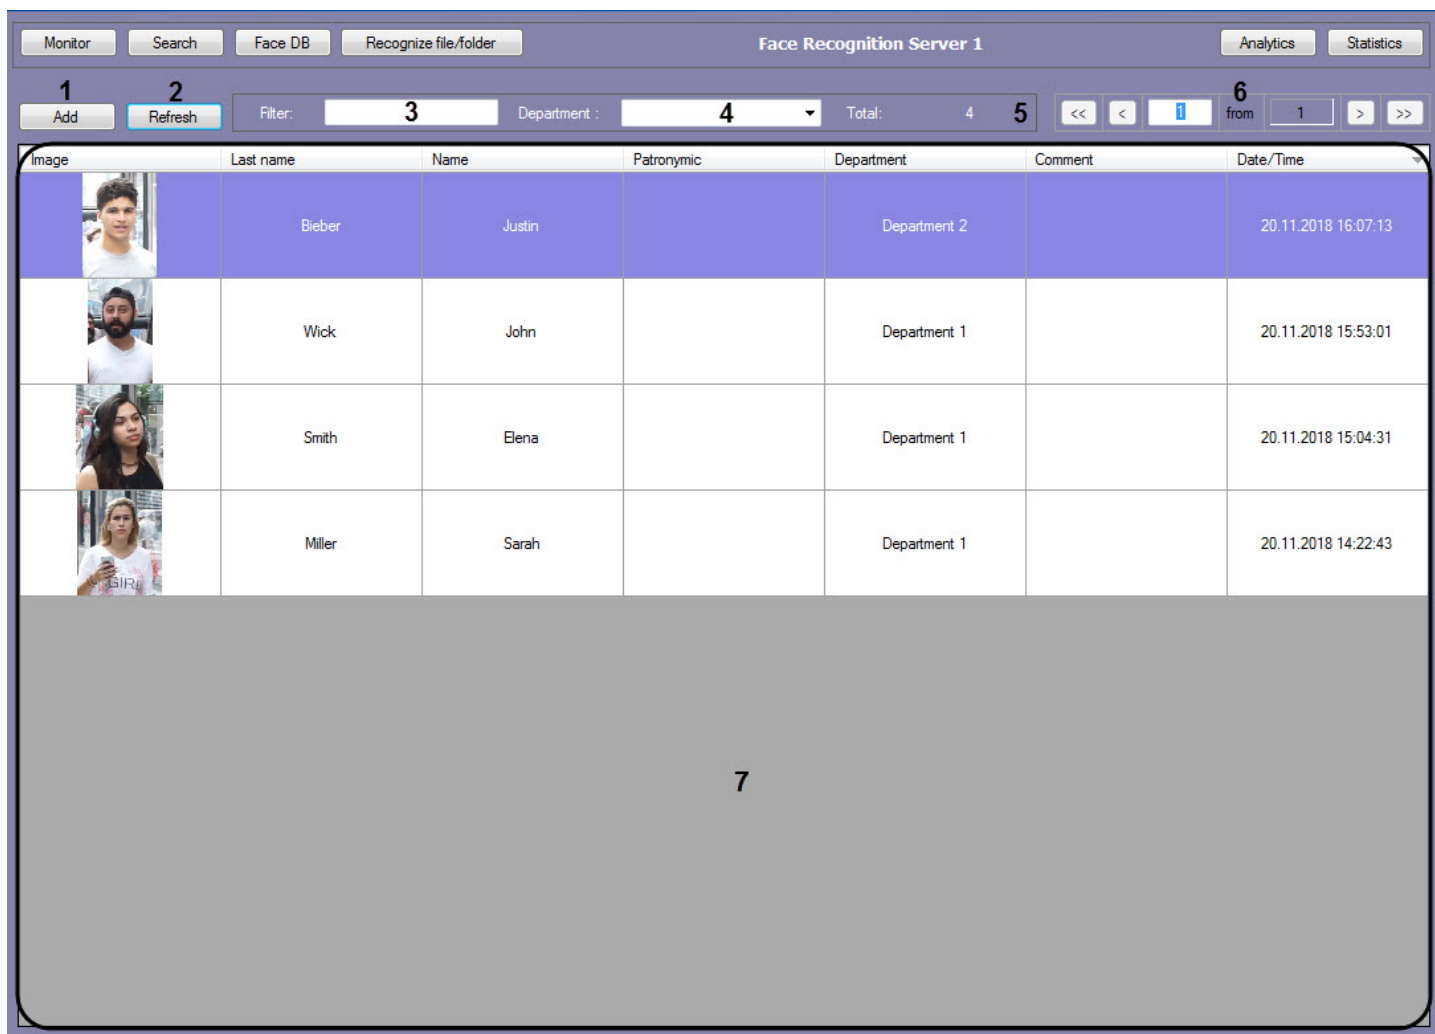 Monitor Search Face DB Recognize file/folder Face Recognition Server 1 Analytics Statistics
1 2 6
Add Refresh Filter: 3 Department : 4 Total: 4 5 << < 1 from 1 > >>
Image Last name Name Patronymic Department Comment Date/Time
Bieber Justin Department 2 20.11.2018 16:07:13
Wick John Department 1 20.11.2018 15:53:01
Smith Elena Department 1 20.11.2018 15:04:31
Miller Sarah Department 1 20.11.2018 14:22:43
GIRL
7